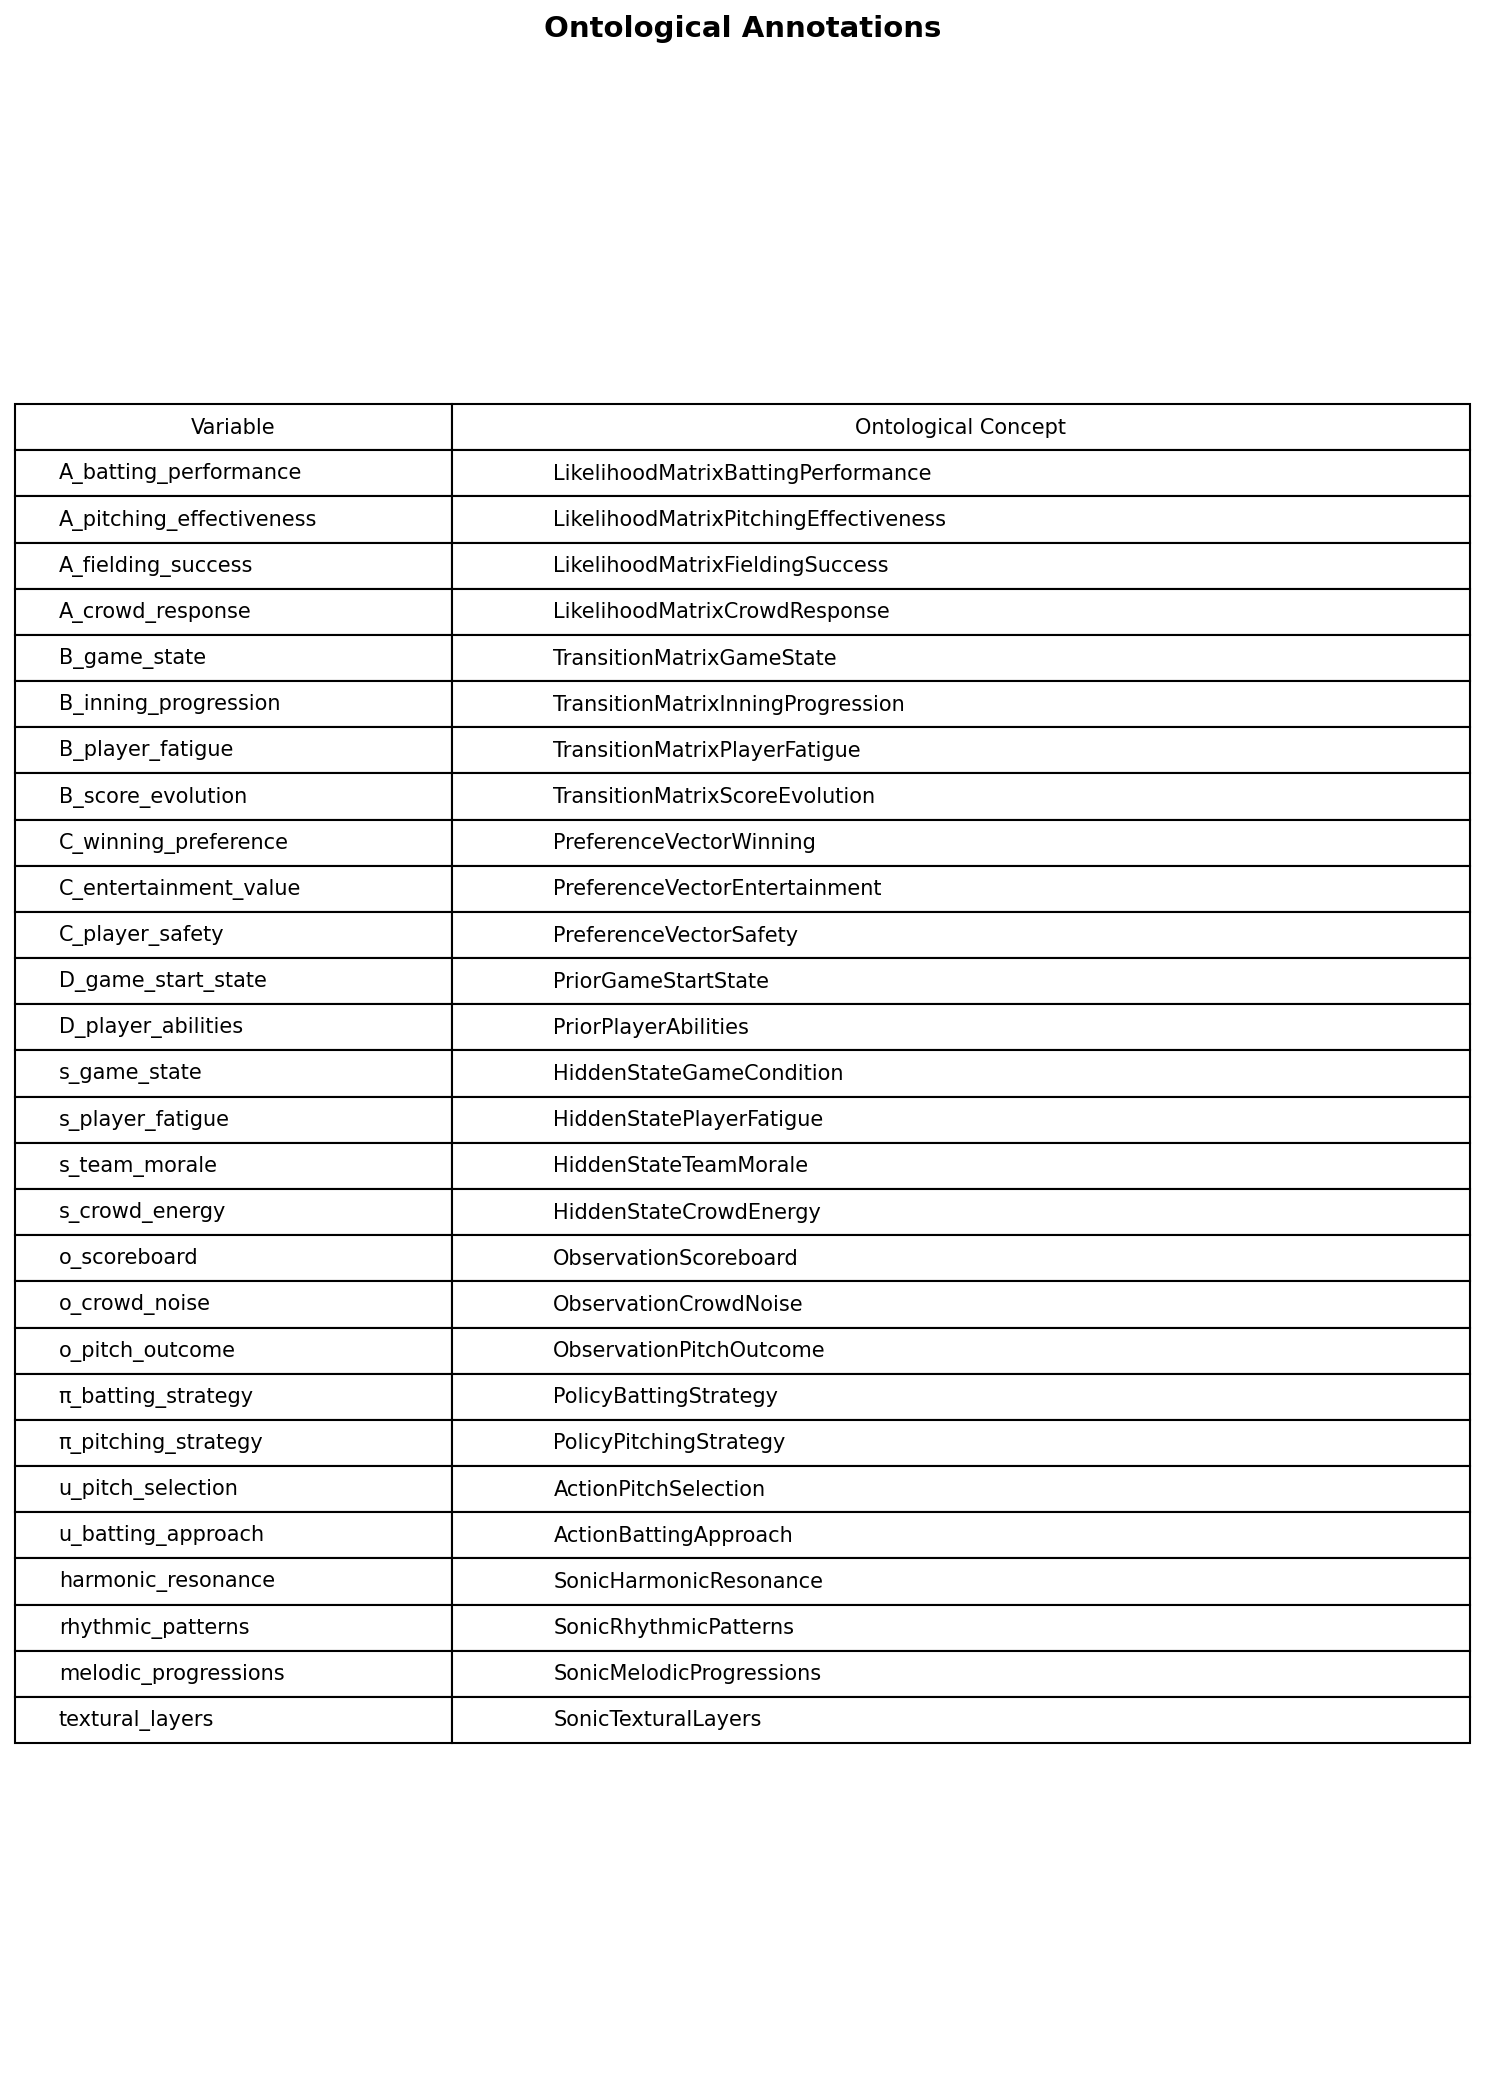 Ontological Annotations
Variable Ontological Concept
A_batting_performance LikelihoodMatrixBattingPerformance
A_pitching_effectiveness LikelihoodMatrixPitchingEffectiveness
A_fielding_success LikelihoodMatrixFieldingSuccess
A_crowd_response LikelihoodMatrixCrowdResponse
B_game_state TransitionMatrixGameState
B_inning_progression TransitionMatrixInningProgression
B_player_fatigue TransitionMatrixPlayerFatigue
B_score_evolution TransitionMatrixScoreEvolution
C_winning_preference PreferenceVectorWinning
C_entertainment_value PreferenceVectorEntertainment
C_player_safety PreferenceVectorSafety
D_game_start_state PriorGameStartState
D_player_abilities PriorPlayerAbilities
s_game_state HiddenStateGameCondition
s_player_fatigue HiddenStatePlayerFatigue
s_team_morale HiddenStateTeamMorale
s_crowd_energy HiddenStateCrowdEnergy
o_scoreboard ObservationScoreboard
o_crowd_noise ObservationCrowdNoise
o_pitch_outcome ObservationPitchOutcome
π_batting_strategy PolicyBattingStrategy
π_pitching_strategy PolicyPitchingStrategy
u_pitch_selection ActionPitchSelection
u_batting_approach ActionBattingApproach
harmonic_resonance SonicHarmonicResonance
rhythmic_patterns SonicRhythmicPatterns
melodic_progressions SonicMelodicProgressions
textural_layers SonicTexturalLayers